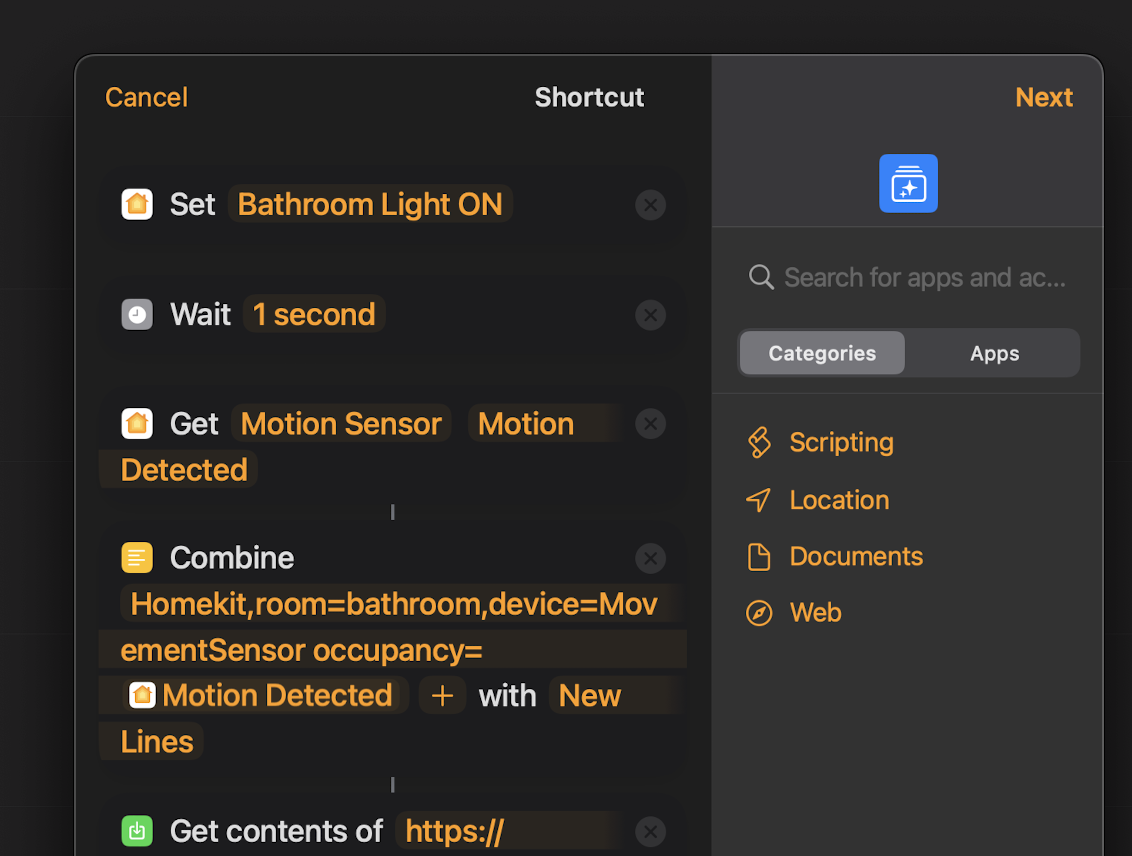 Cancel
Shortcut
Next
Set Bathroom Light ON
Wait 1 second
Get Motion Sensor Motion
Detected
Combine
Homekit,room=bathroom,device=Mov
ementSensor occupancy=
Motion Detected + with New
Lines
Get contents of https://
Search for apps and ac...
Categories
Apps
Scripting
Location
Documents
Web